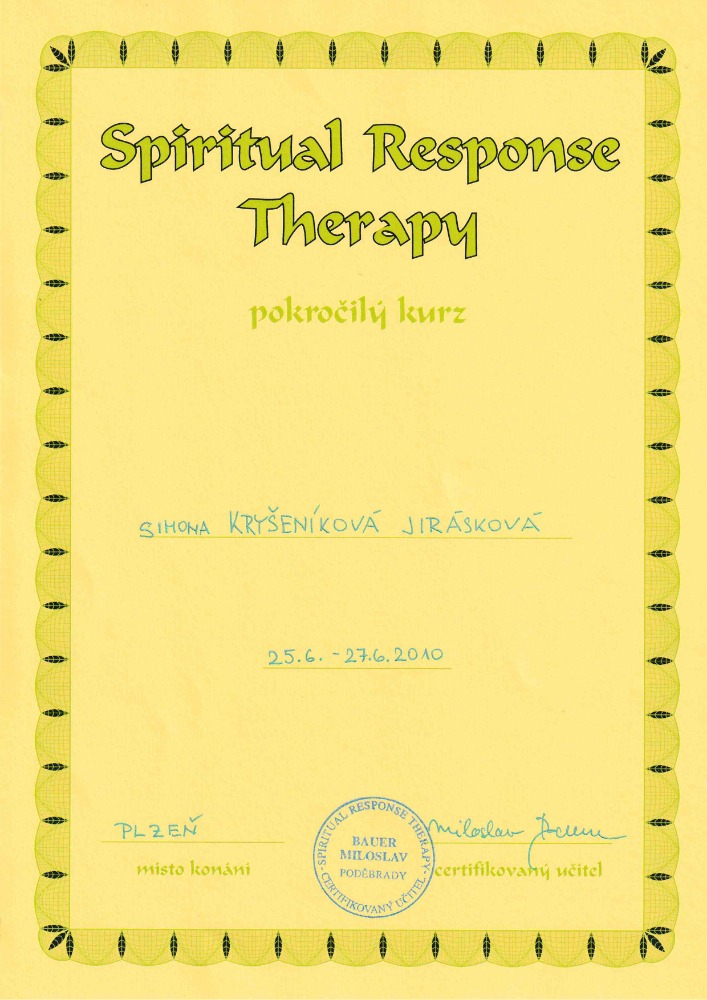 Spiritual Response
Therapy
pokročilý kurz
SIMONA KRYŠENÍKOVÁ JIRÁSKOVÁ
25.6. - 27.6.2010
PLZEŇ
místo konání
SPIRITUAL RESPONSE THERAPY
BAUER
MILOSLAV
PODĚBRADY
CERTIFIKOVANÝ UČITEL
Miloslav
certifikovaný učitel